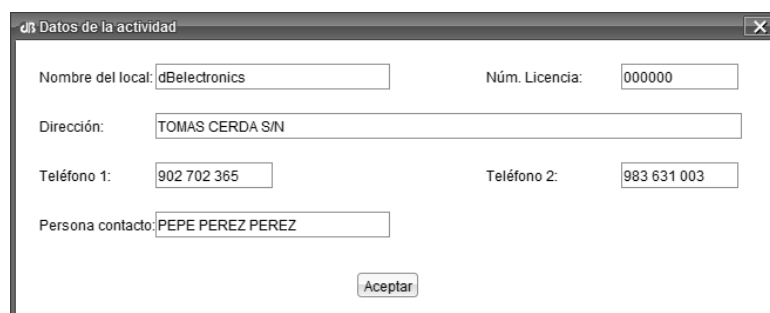 dB Datos de la actividad
Nombre del local: dBelectronics Núm. Licencia: 000000
Dirección: TOMAS CERDA S/N
Teléfono 1: 902 702 365 Teléfono 2: 983 631 003
Persona contacto: PEPE PEREZ PEREZ
Aceptar